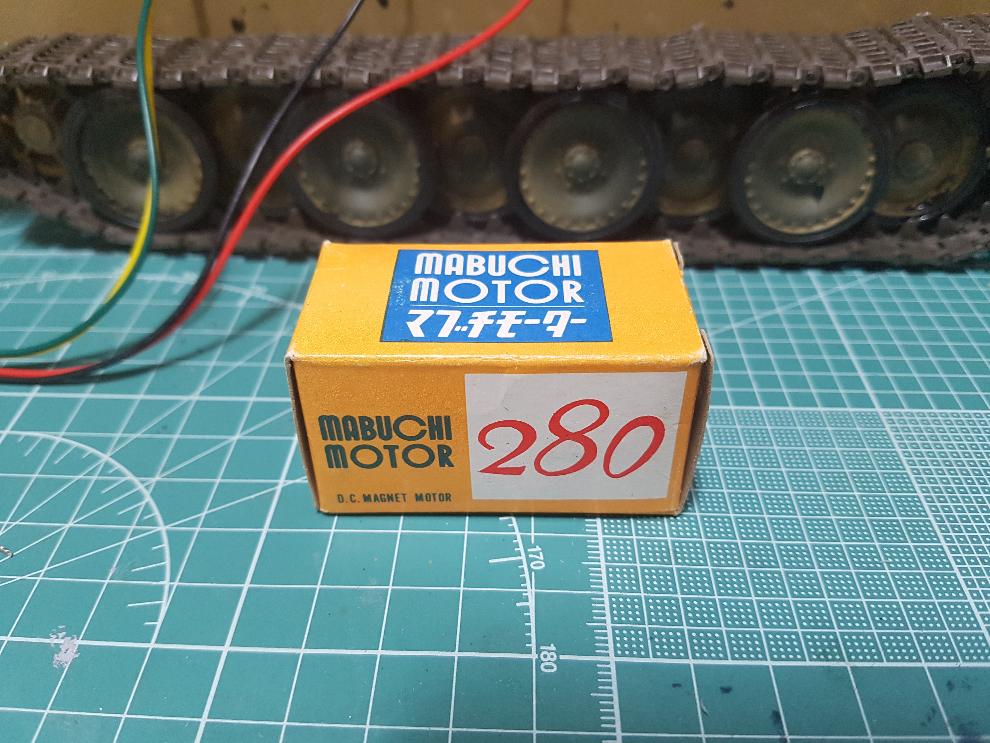 MABUCHI
MOTOR
マブチモーター
MABUCHI
MOTOR
D.C. MAGNET MOTOR
280
170
180